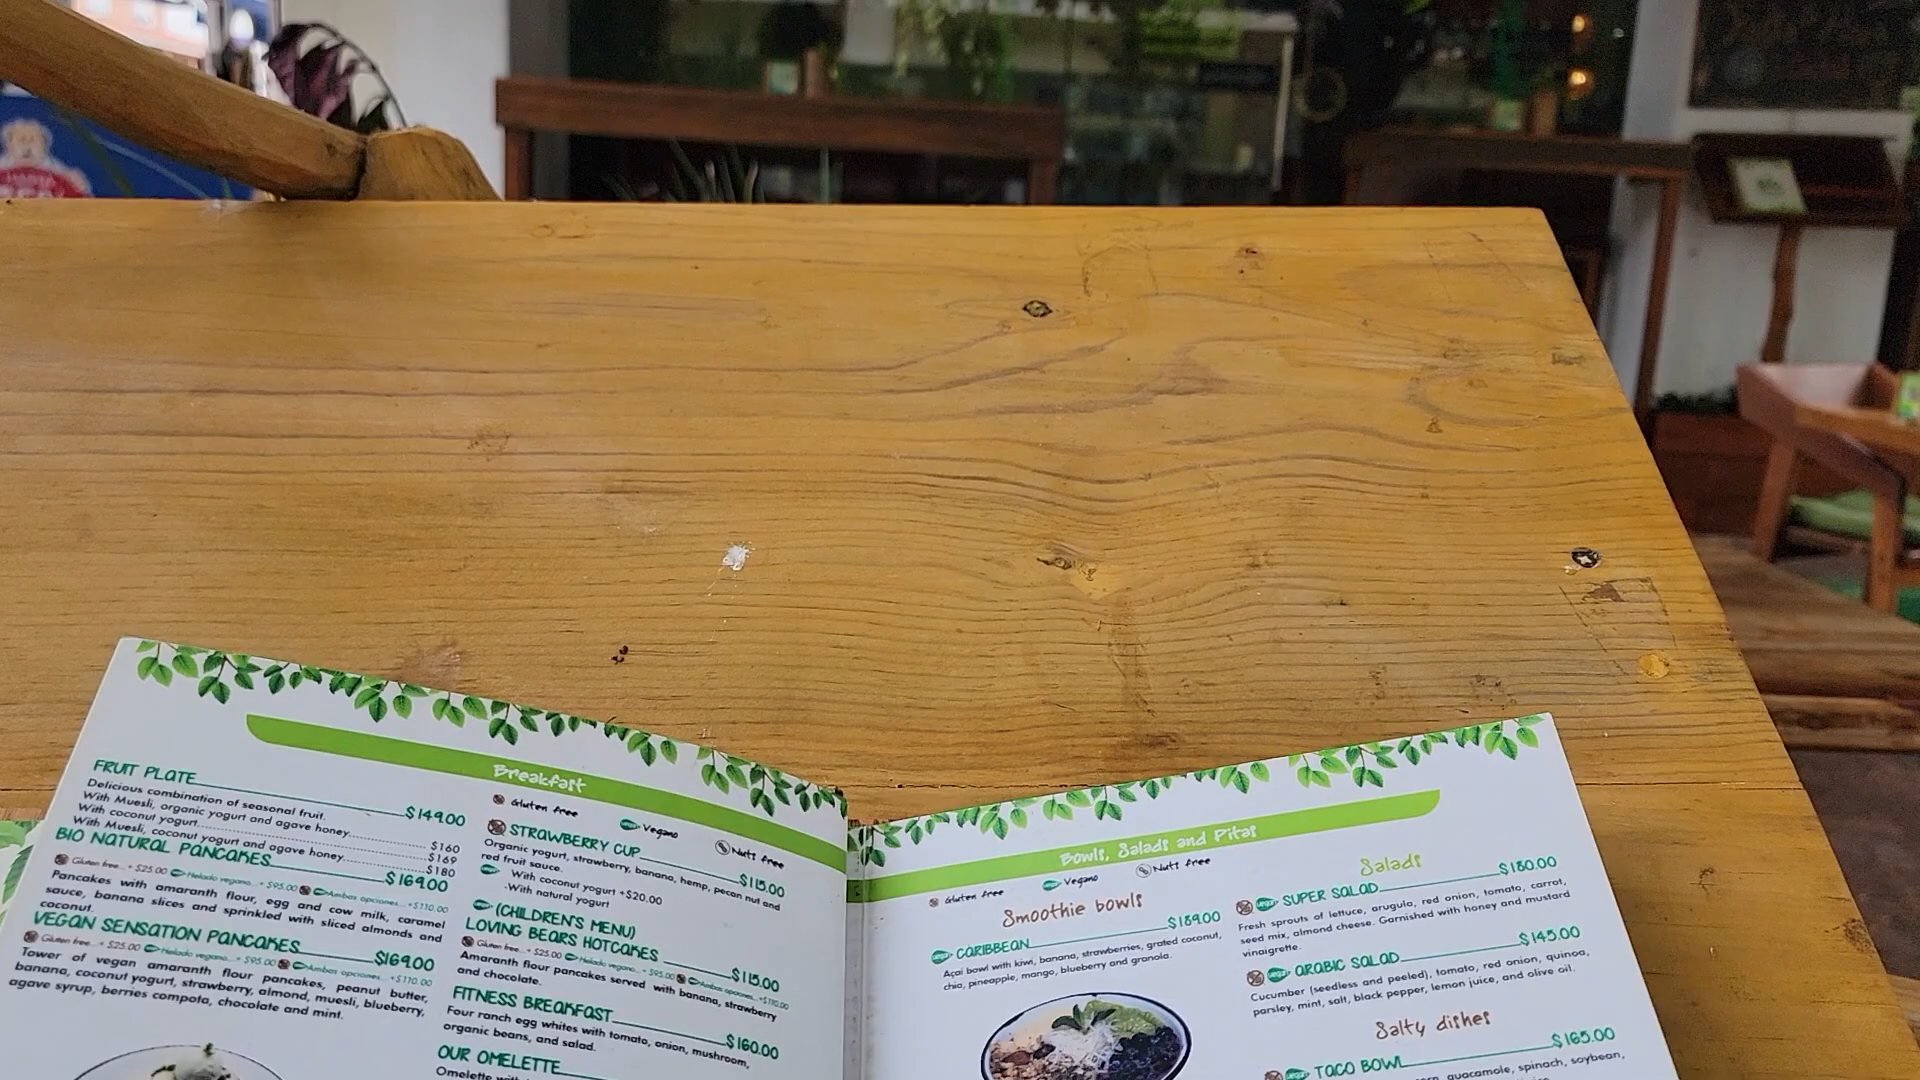 Breakfast
FRUIT PLATE $149.00
Delicious combination of seasonal fruit.
With Muesli, organic yogurt and agave honey $160
With coconut yogurt $169
With Muesli, coconut yogurt and agave honey $180
BIO NATURAL PANCAKES $169.00
Gluten free... + $25.00 Helado vegano... + $95.00 Ambas opciones... +$110.00
Pancakes with amaranth flour, egg and cow milk, caramel
sauce, banana slices and sprinkled with sliced almonds and
coconut.
VEGAN SENSATION PANCAKES $169.00
Gluten free... + $25.00 Helado vegano... + $95.00 Ambas opciones... +$110.00
Tower of vegan amaranth flour pancakes, peanut butter,
banana, coconut yogurt, strawberry, almond, muesli, blueberry,
agave syrup, berries compota, chocolate and mint.
Gluten free Vegano Nuts free
STRAWBERRY CUP $115.00
Organic yogurt, strawberry, banana, hemp, pecan nut and
red fruit sauce.
With coconut yogurt +$20.00
-With natural yogurt
(CHILDREN'S MENU)
LOVING BEARS HOTCAKES $115.00
Gluten free... + $25.00 Helado vegano... + $95.00 Ambas opciones... +$110.00
Amaranth flour pancakes served with banana, strawberry
and chocolate.
FITNESS BREAKFAST $160.00
Four ranch egg whites with tomato, onion, mushroom,
organic beans, and salad.
OUR OMELETTE
Omelette
Bowls, Salads and Pitas
Gluten free Vegano Nuts free
Smoothie bowls
CARIBBEAN $189.00
Açaí bowl with kiwi, banana, strawberries, grated coconut,
chia, pineapple, mango, blueberry and granola.
Salads
SUPER SALAD $180.00
Fresh sprouts of lettuce, arugula, red onion, tomato, carrot,
seed mix, almond cheese. Garnished with honey and mustard
vinaigrette.
ARABIC SALAD $145.00
Cucumber (seedless and peeled), tomato, red onion, quinoa,
parsley, mint, salt, black pepper, lemon juice, and olive oil.
Salty dishes
TACO BOWL $165.00
guacamole, spinach, soybean,